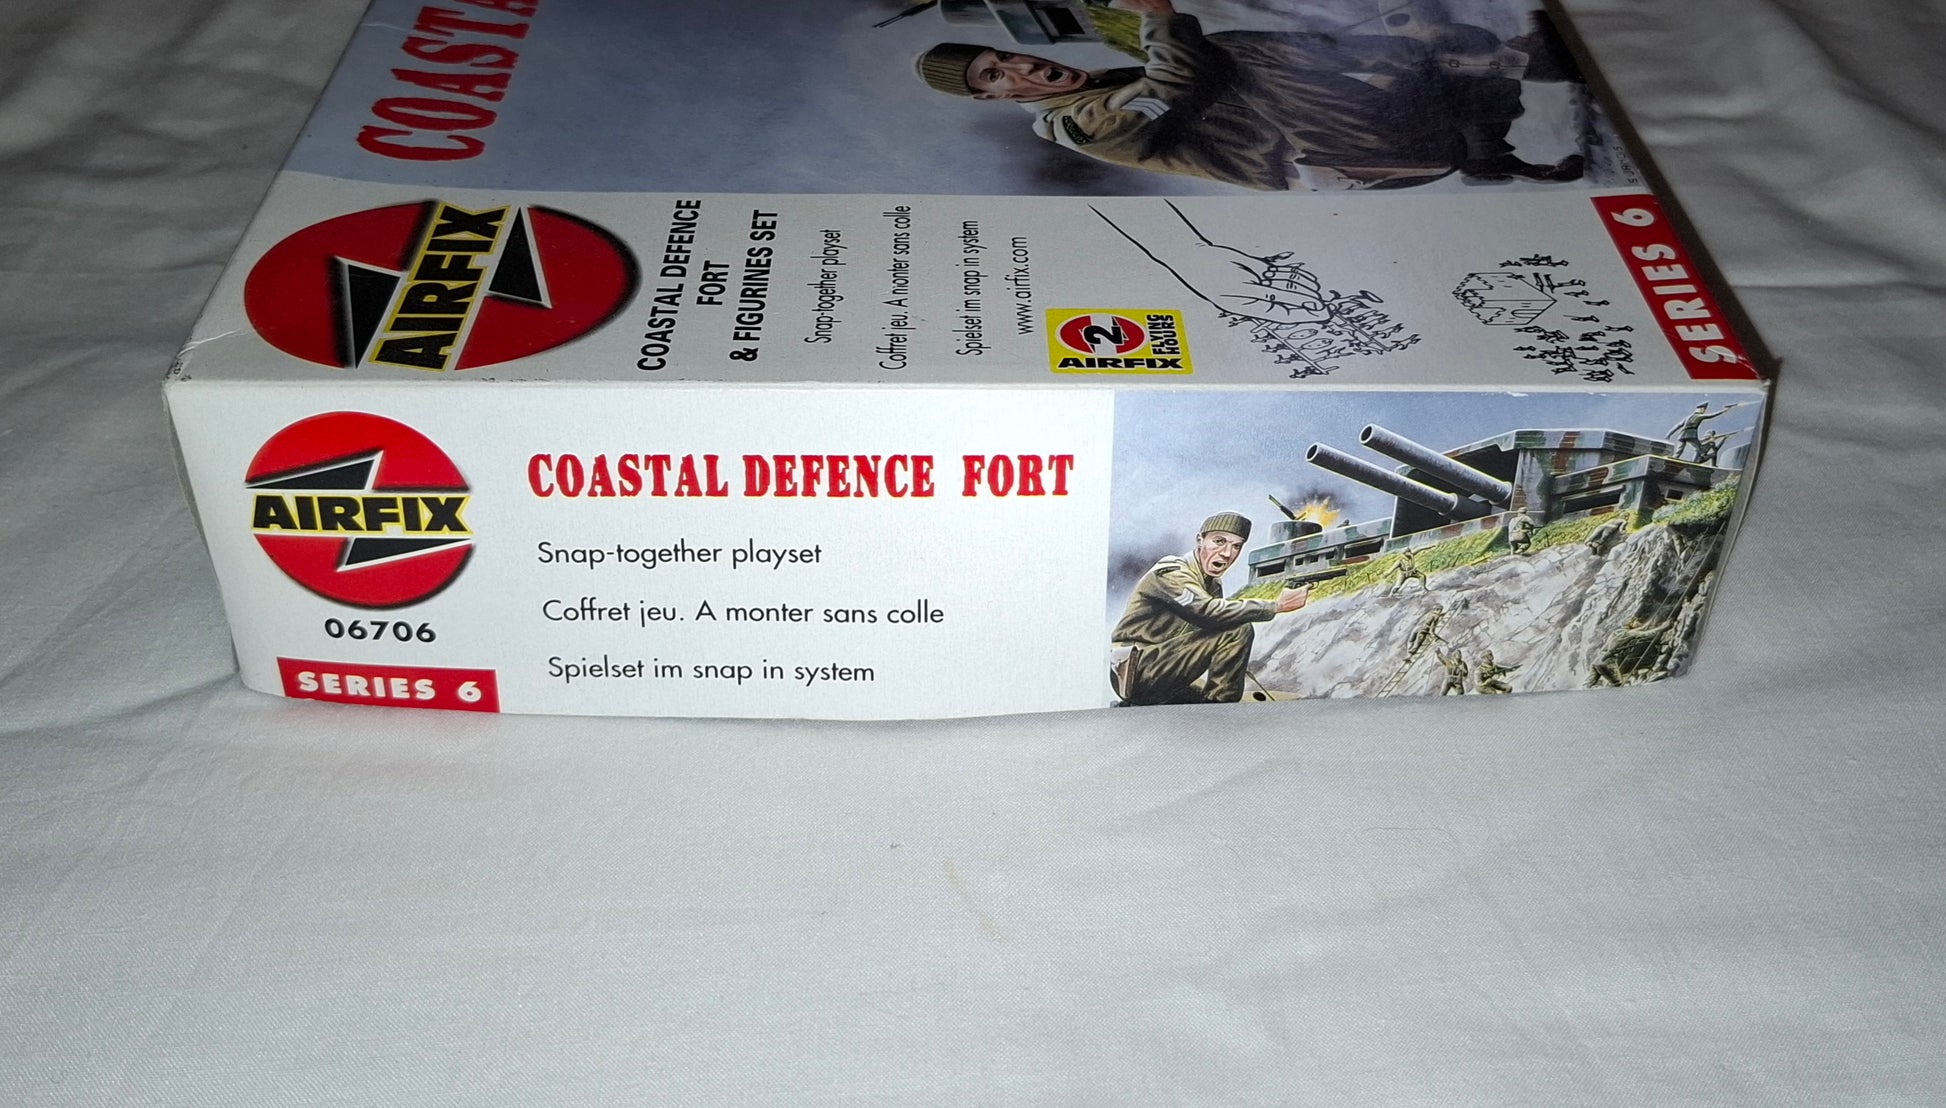 COAST
AIRFIX
COASTAL DEFENCE
FORT
& FIGURINES SET
Snap-together playset
Coffret jeu. A monter sans colle
Spielset im snap in system
www.airfix.com
2
AIRFIX
FLYING
HOURS
SERIES 6
AIRFIX
06706
SERIES 6
COASTAL DEFENCE FORT
Snap-together playset
Coffret jeu. A monter sans colle
Spielset im snap in system